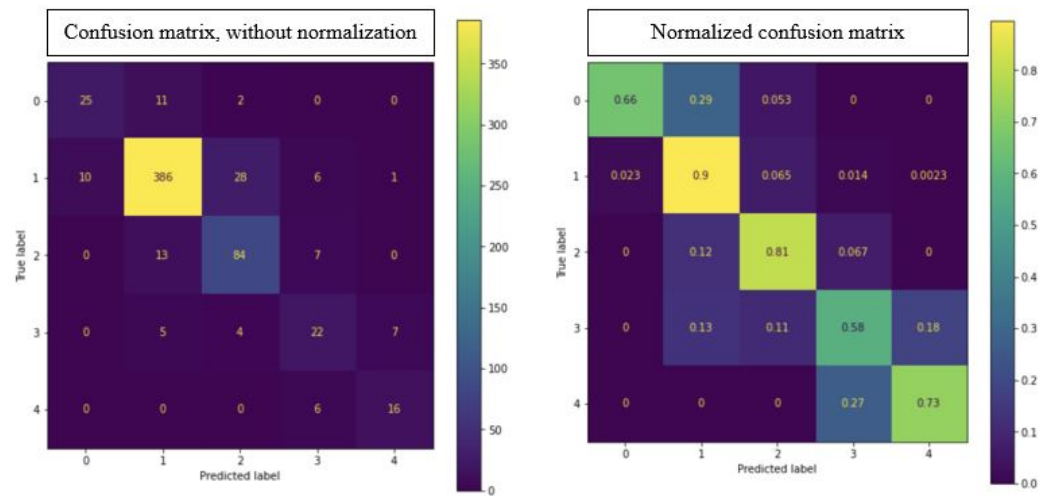 Confusion matrix, without normalization
0 25 11 2 0 0
1 10 386 28 6 1
2 0 13 84 7 0
3 0 5 4 22 7
4 0 0 0 6 16
0 1 2 3 4
True label
Predicted label
350
300
250
200
150
100
50
0
Normalized confusion matrix
0 0.66 0.29 0.053 0 0
1 0.023 0.9 0.065 0.014 0.0023
2 0 0.12 0.81 0.067 0
3 0 0.13 0.11 0.58 0.18
4 0 0 0 0.27 0.73
0 1 2 3 4
True label
Predicted label
0.8
0.7
0.6
0.5
0.4
0.3
0.2
0.1
0.0